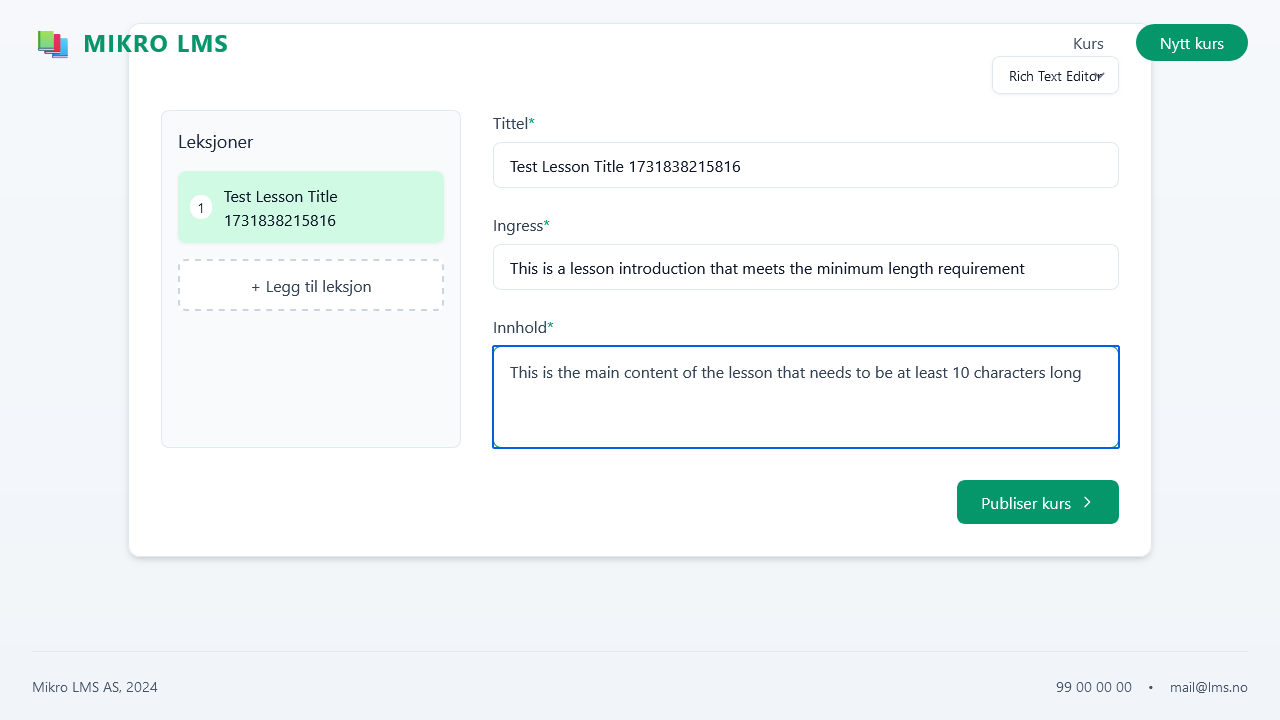 MIKRO LMS
Kurs
Nytt kurs
Rich Text Editor
Leksjoner
1
Test Lesson Title
1731838215816
+ Legg til leksjon
Tittel*
Test Lesson Title 1731838215816
Ingress*
This is a lesson introduction that meets the minimum length requirement
Innhold*
This is the main content of the lesson that needs to be at least 10 characters long
Publiser kurs
Mikro LMS AS, 2024
99 00 00 00 • mail@lms.no